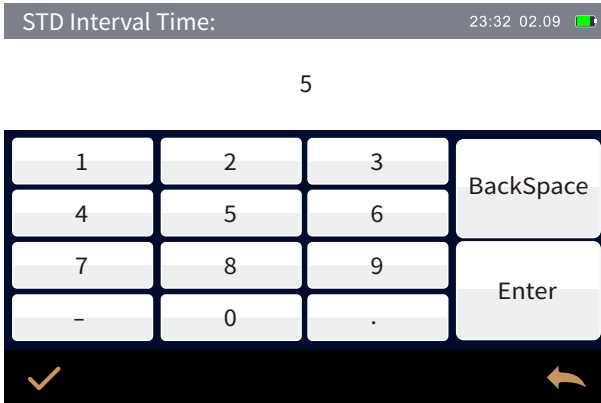 STD Interval Time: 23:32 02.09
5
1 2 3 BackSpace
4 5 6
7 8 9 Enter
- 0 .